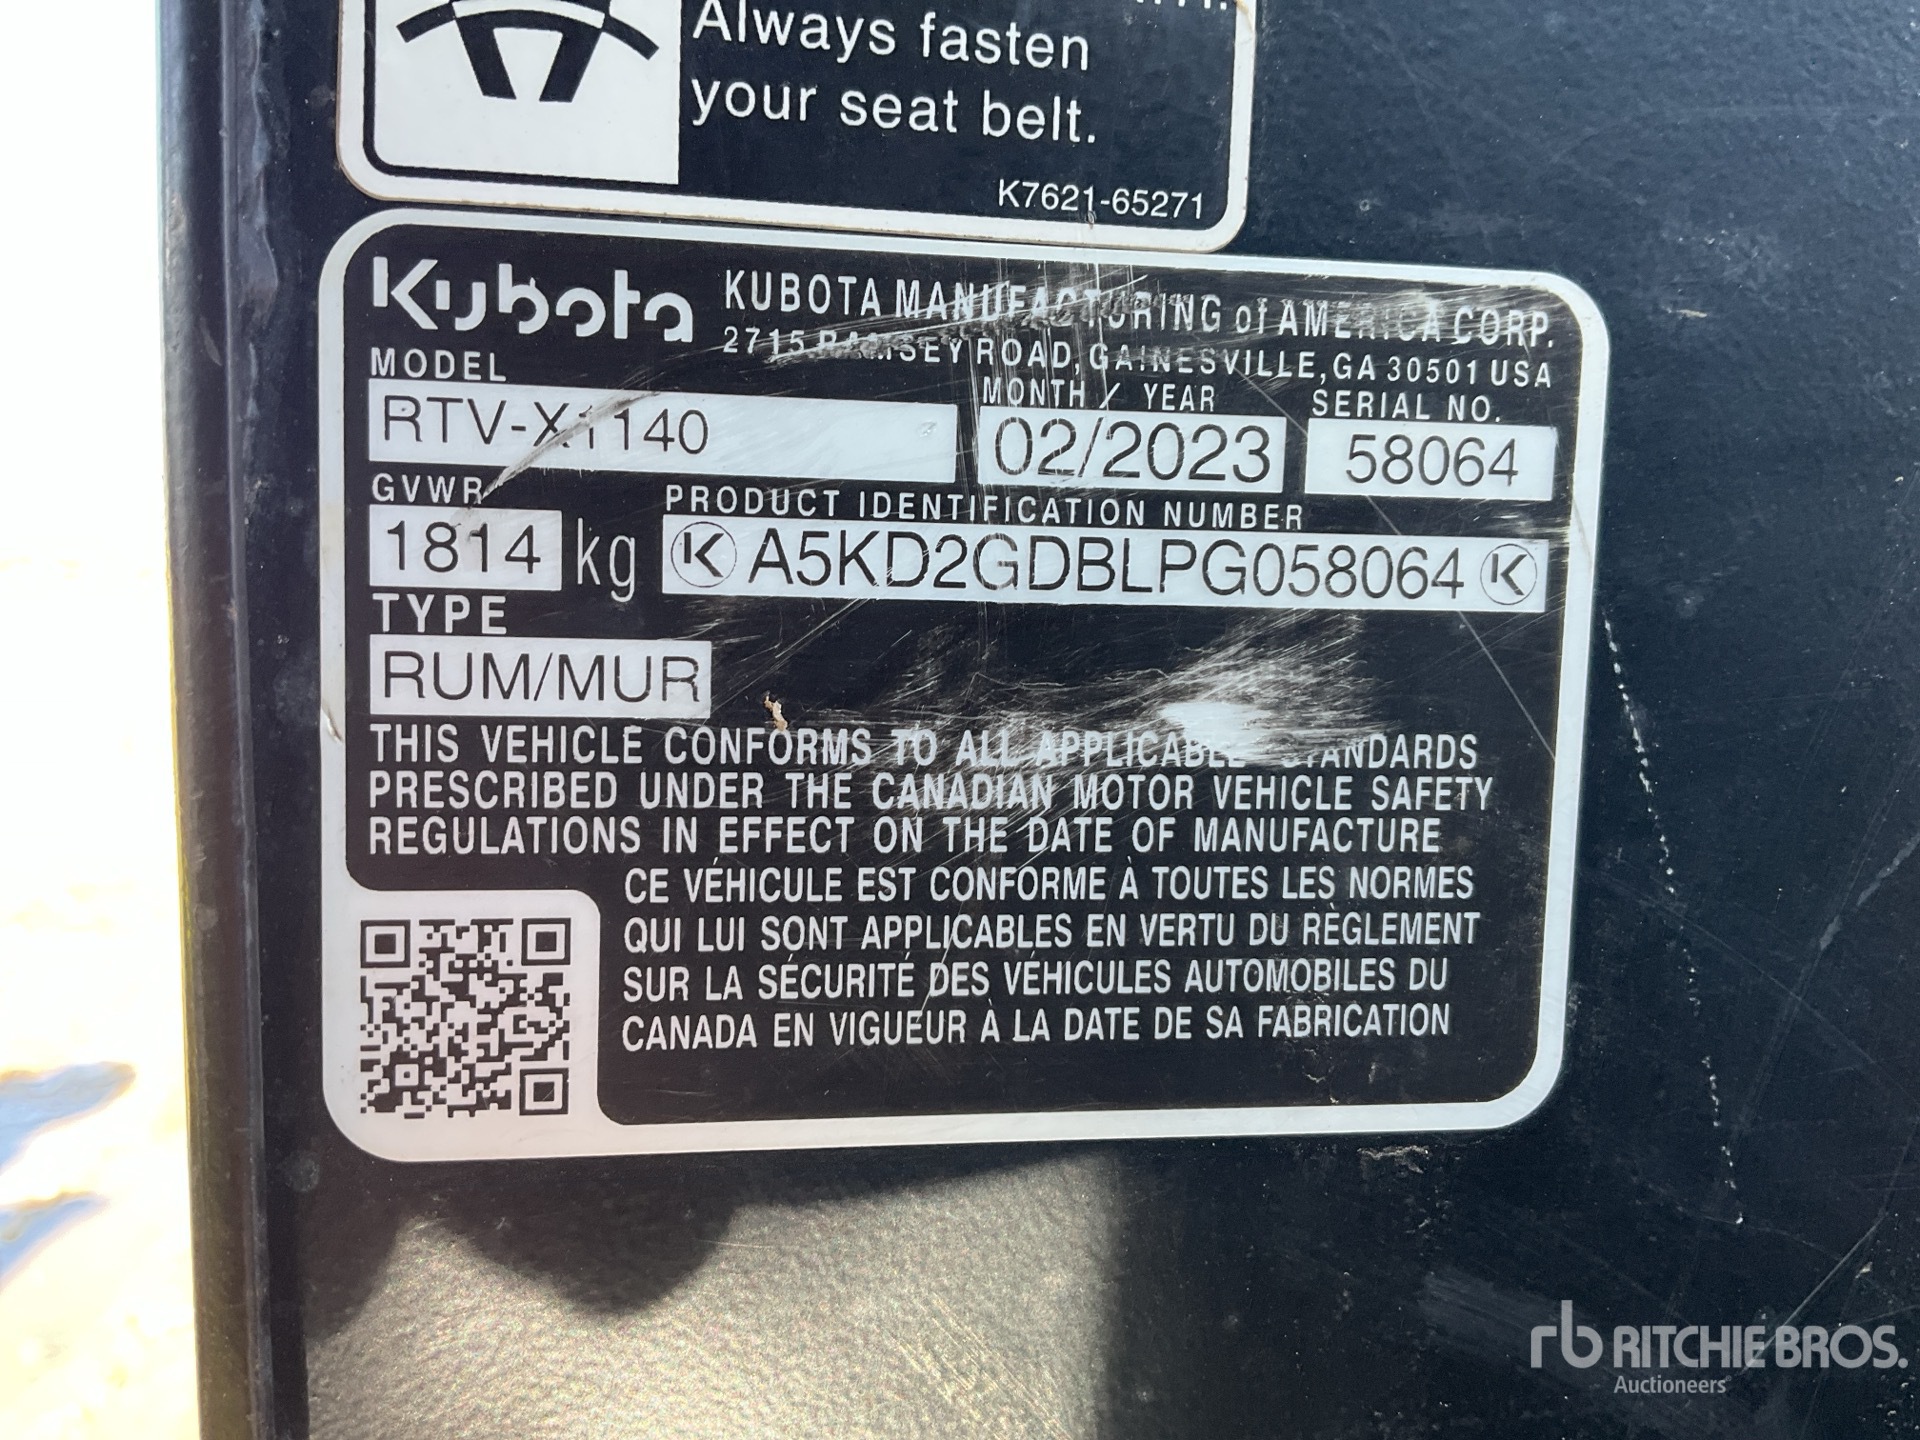 Always fasten
your seat belt.
K7621-65271
Kubota
KUBOTA MANUFACTURING of AMERICA CORP.
2715 RAMSEY ROAD, GAINESVILLE, GA 30501 USA
MODEL
MONTH / YEAR
SERIAL NO.
RTV-X1140
02/2023
58064
GVWR
PRODUCT IDENTIFICATION NUMBER
1814 kg
K A5KD2GDBLPG058064 K
TYPE
RUM/MUR
THIS VEHICLE CONFORMS TO ALL APPLICABLE STANDARDS
PRESCRIBED UNDER THE CANADIAN MOTOR VEHICLE SAFETY
REGULATIONS IN EFFECT ON THE DATE OF MANUFACTURE
CE VÉHICULE EST CONFORME À TOUTES LES NORMES
QUI LUI SONT APPLICABLES EN VERTU DU RÈGLEMENT
SUR LA SÉCURITÉ DES VÉHICULES AUTOMOBILES DU
CANADA EN VIGUEUR À LA DATE DE SA FABRICATION
rb RITCHIE BROS.
Auctioneers